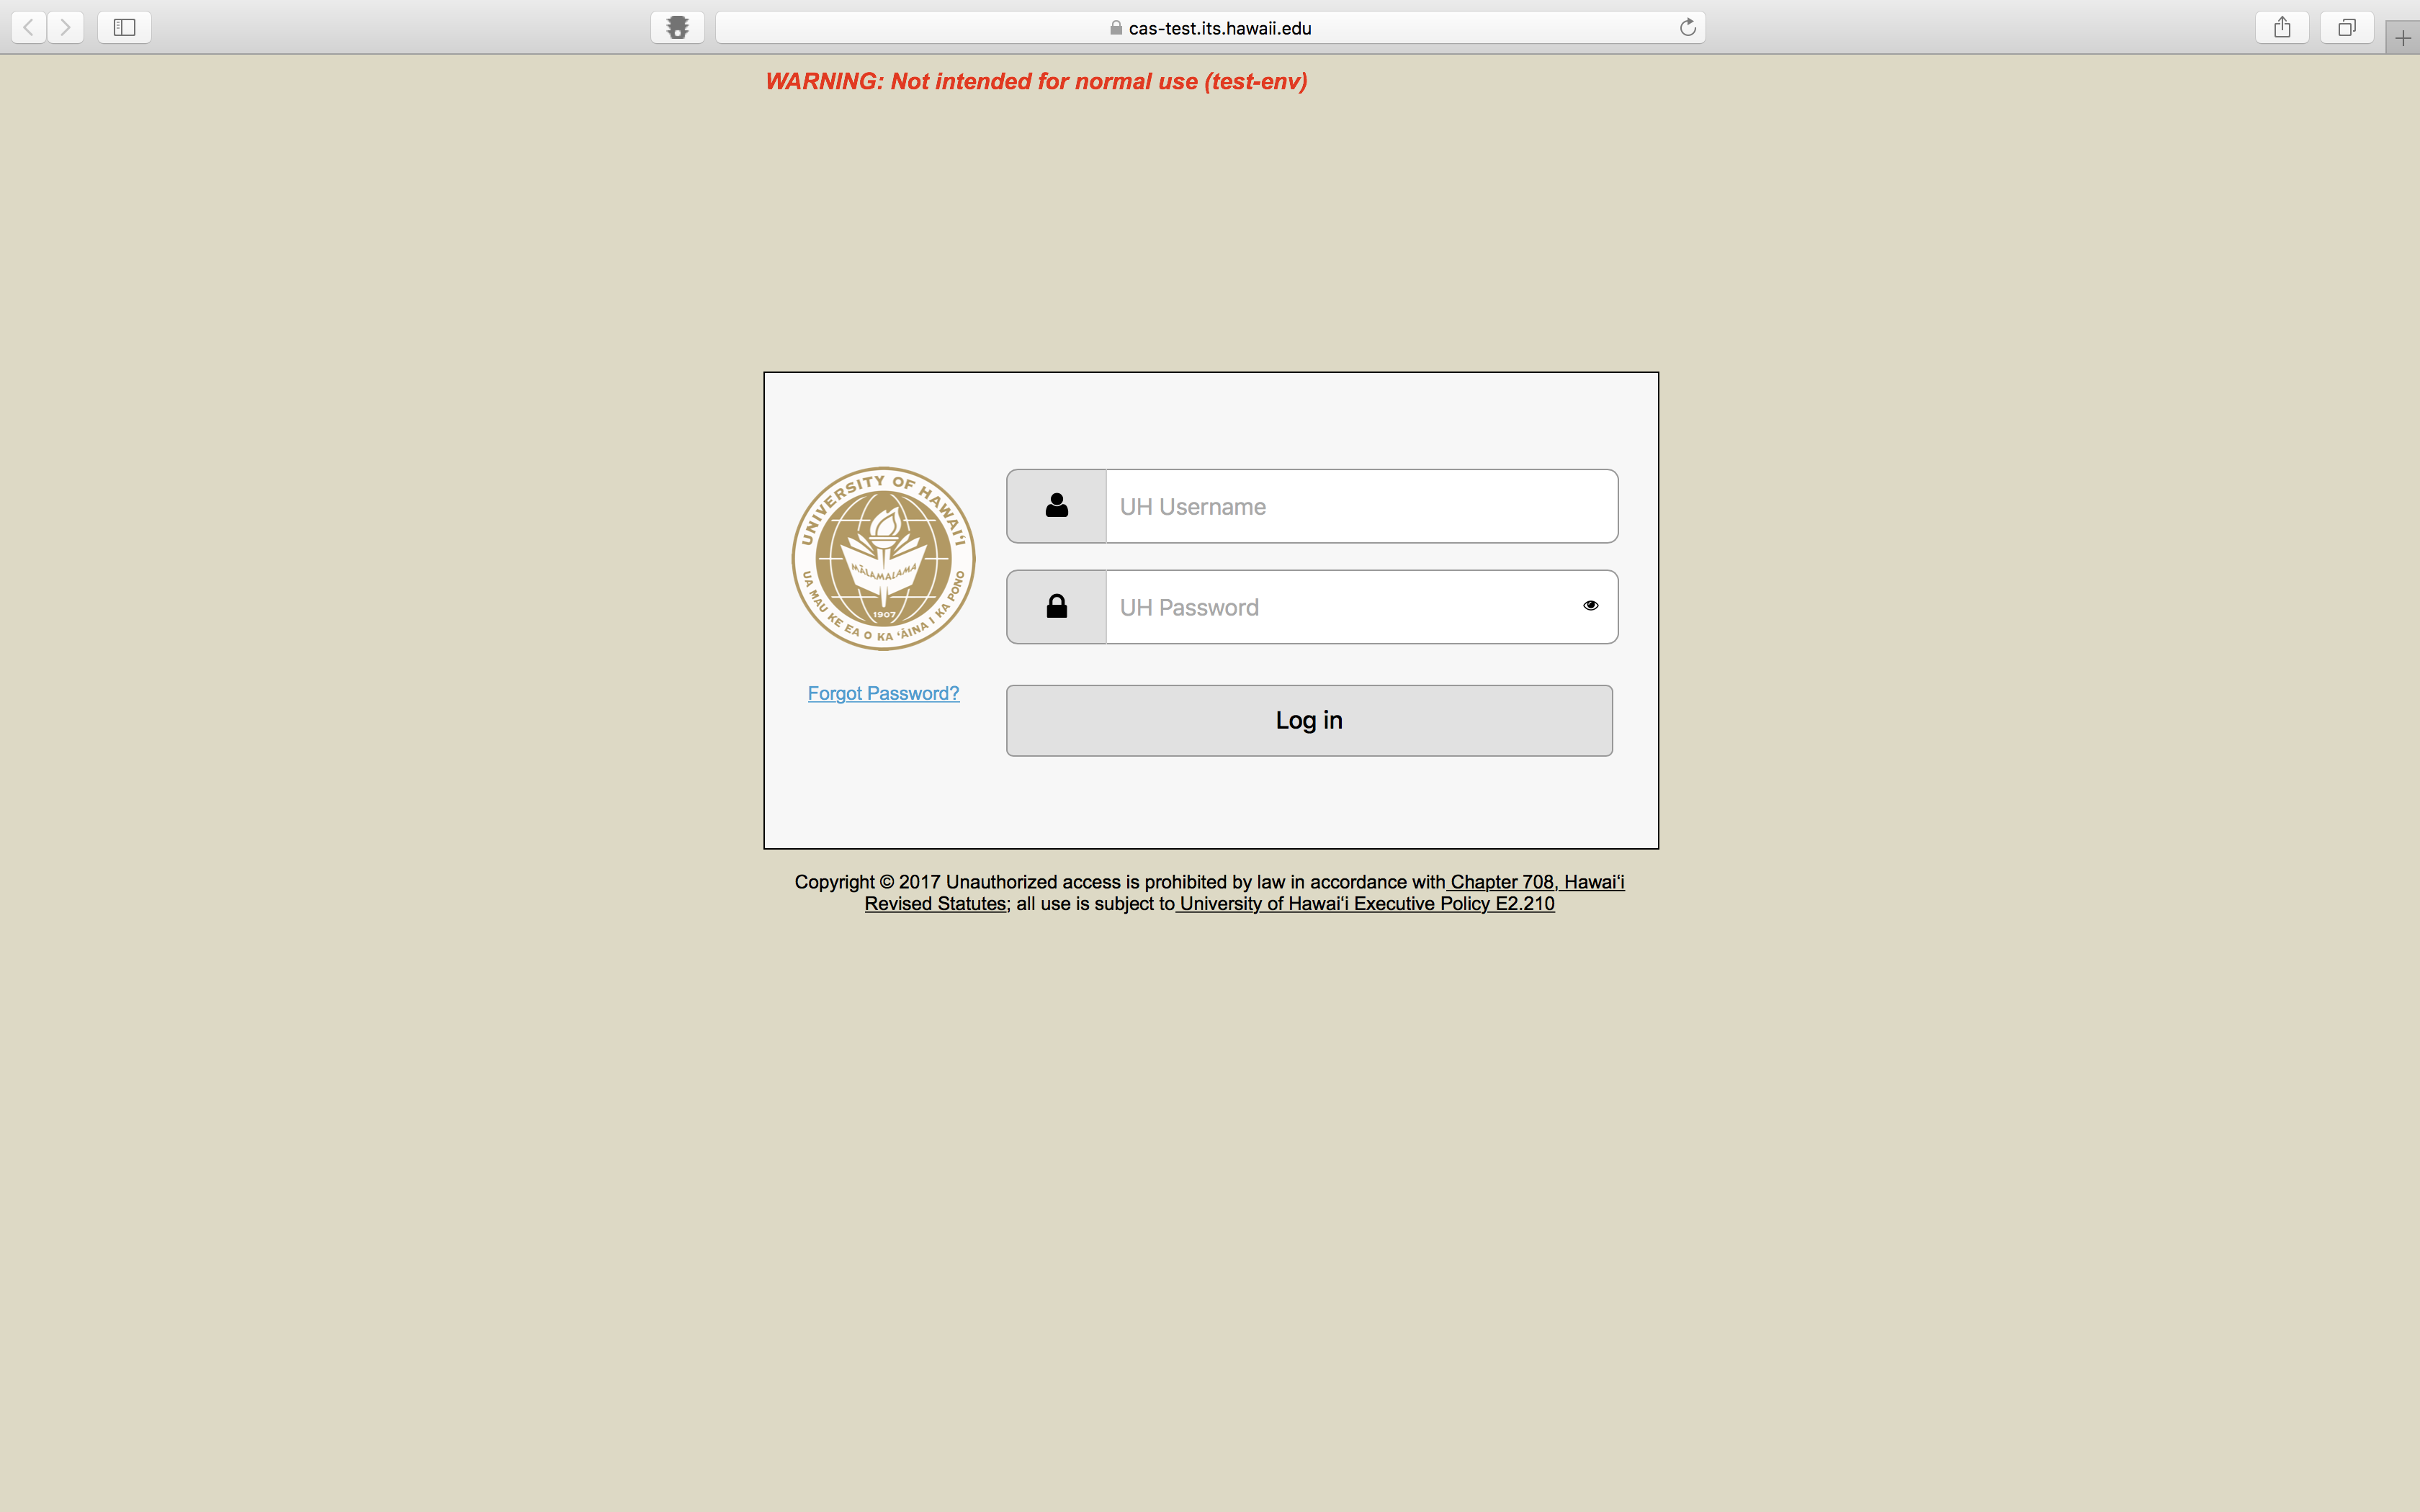 cas-test.its.hawaii.edu
WARNING: Not intended for normal use (test-env)
UNIVERSITY OF HAWAIʻI
MĀLAMALAMA
1907
UA MAU KE EA O KA ʻĀINA I KA PONO
UH Username
UH Password
Forgot Password?
Log in
Copyright © 2017 Unauthorized access is prohibited by law in accordance with Chapter 708, Hawaiʻi
Revised Statutes; all use is subject to University of Hawaiʻi Executive Policy E2.210